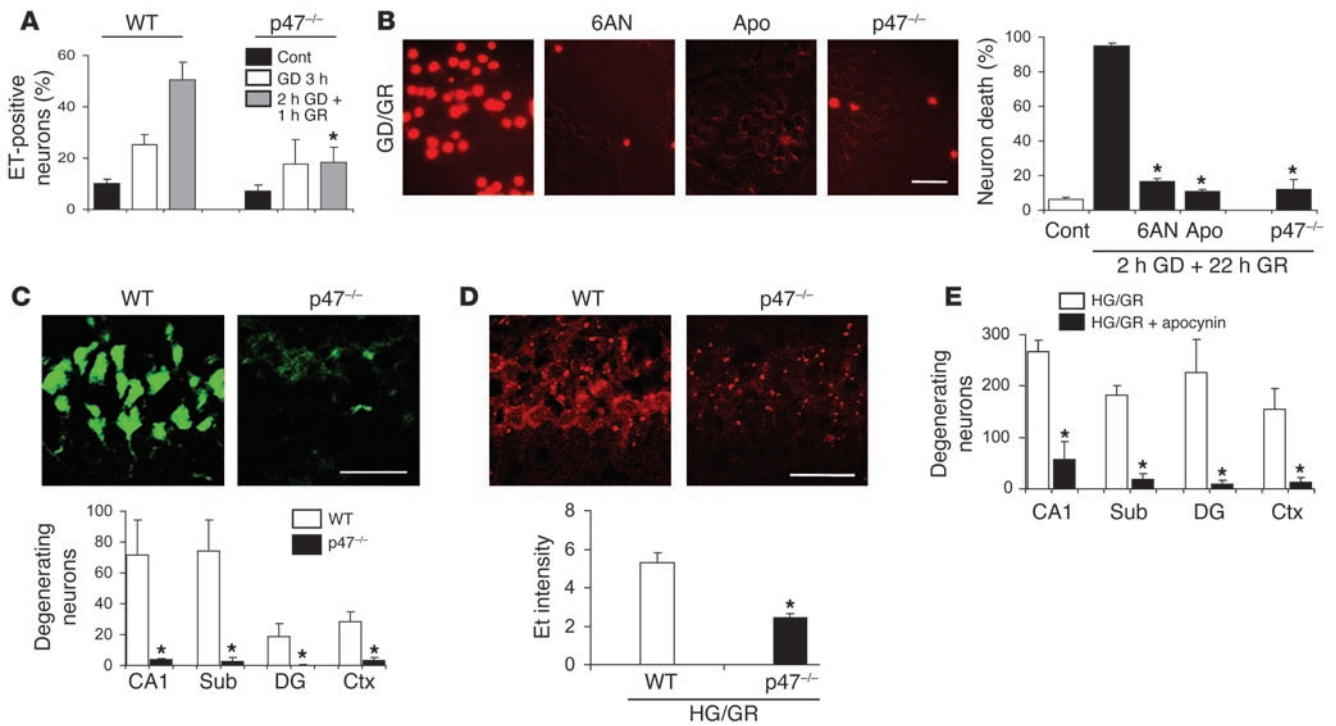 A
WT
p47–/–
ET-positive
neurons (%)
60
40
20
0
Cont
GD 3 h
2 h GD +
1 h GR
*
B
6AN
Apo
p47–/–
GD/GR
Neuron death (%)
100
80
60
40
20
0
*
*
*
Cont
6AN
Apo
p47–/–
2 h GD + 22 h GR
C
WT
p47–/–
Degenerating
neurons
100
80
60
40
20
0
WT
p47–/–
*
*
*
*
CA1
Sub
DG
Ctx
D
WT
p47–/–
Et intensity
8
6
4
2
0
*
WT
p47–/–
HG/GR
E
HG/GR
HG/GR + apocynin
Degenerating
neurons
300
200
100
0
*
*
*
*
CA1
Sub
DG
Ctx